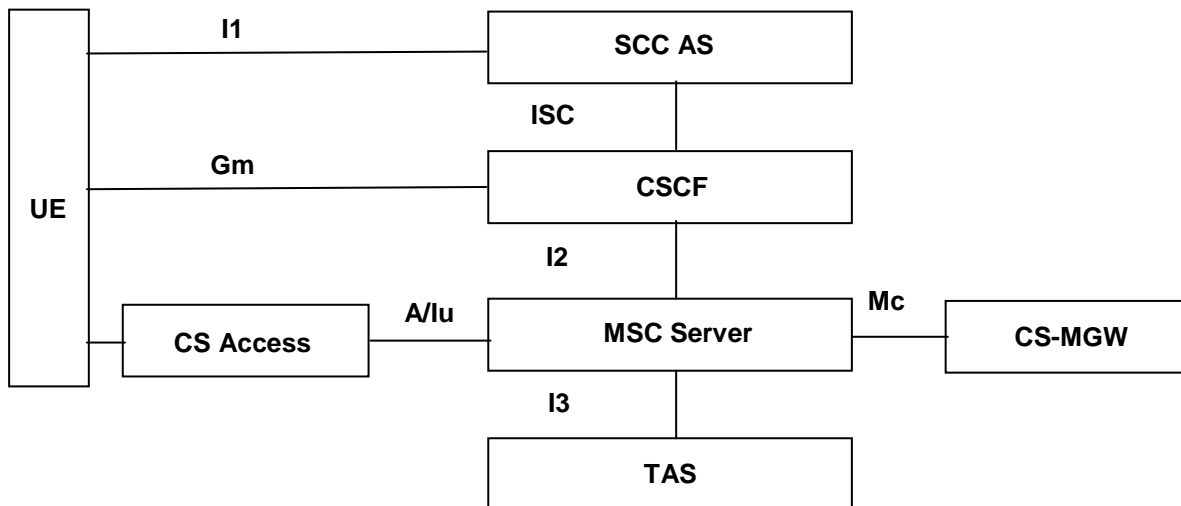 I1
SCC AS
ISC
Gm
CSCF
UE
I2
A/Iu
Mc
CS Access
MSC Server
CS-MGW
I3
TAS